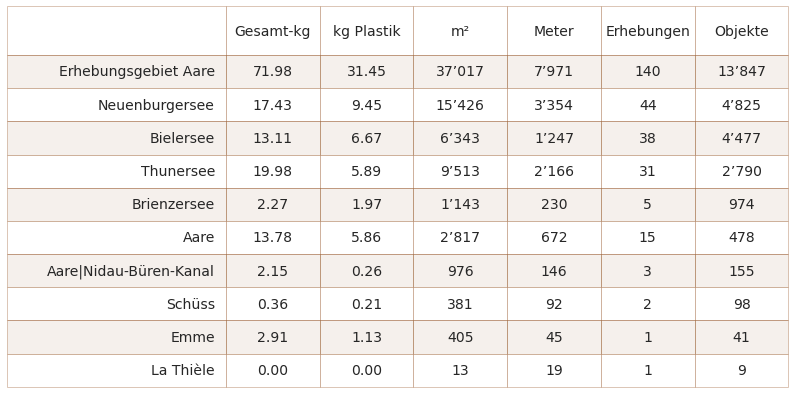 Gesamt-kg kg Plastik m² Meter Erhebungen Objekte
Erhebungsgebiet Aare 71.98 31.45 37’017 7’971 140 13’847
Neuenburgersee 17.43 9.45 15’426 3’354 44 4’825
Bielersee 13.11 6.67 6’343 1’247 38 4’477
Thunersee 19.98 5.89 9’513 2’166 31 2’790
Brienzersee 2.27 1.97 1’143 230 5 974
Aare 13.78 5.86 2’817 672 15 478
Aare|Nidau-Büren-Kanal 2.15 0.26 976 146 3 155
Schüss 0.36 0.21 381 92 2 98
Emme 2.91 1.13 405 45 1 41
La Thièle 0.00 0.00 13 19 1 9